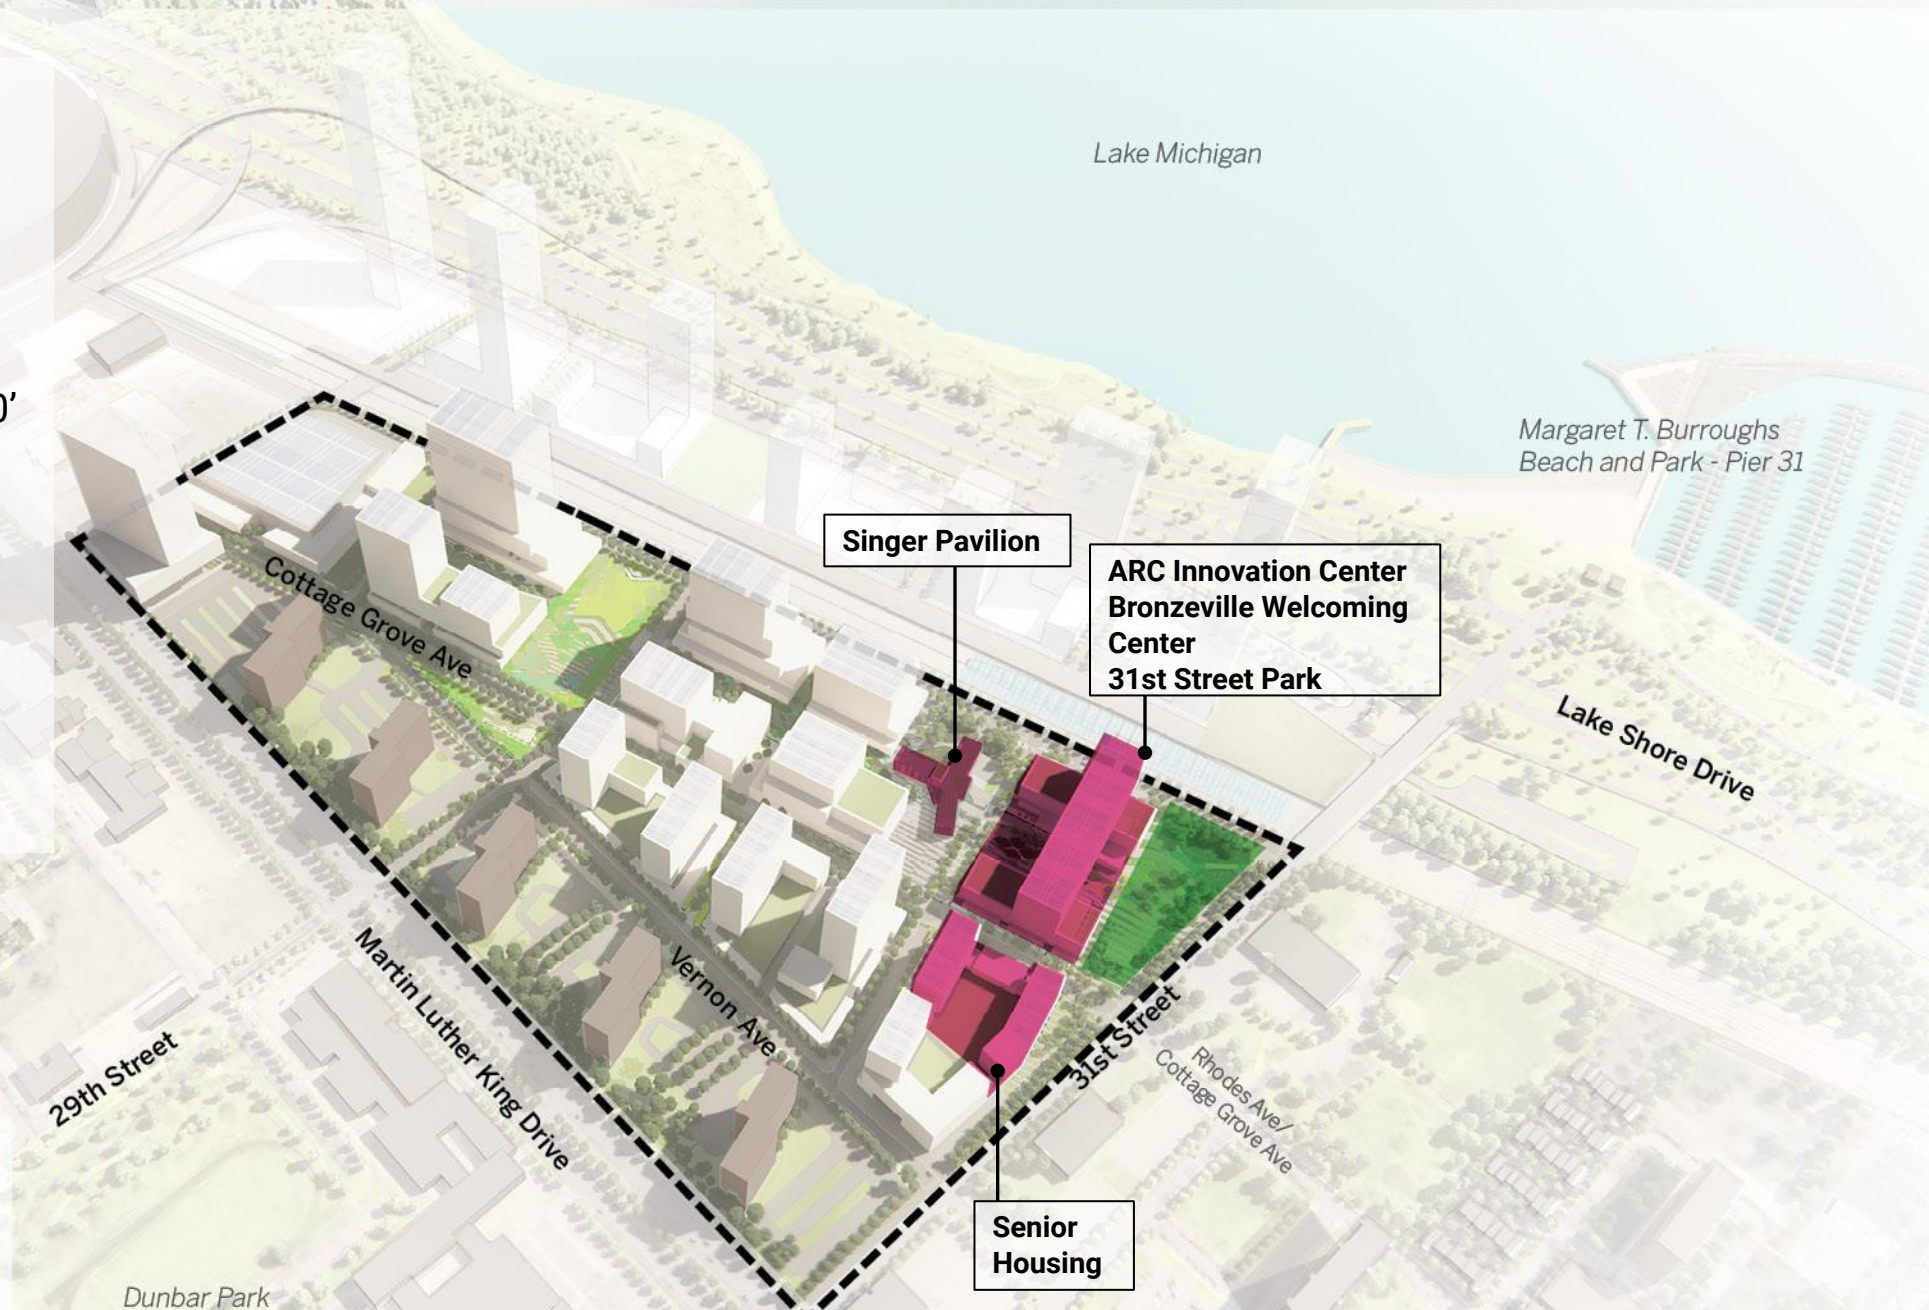 Lake Michigan
0’
Margaret T. Burroughs
Beach and Park - Pier 31
Singer Pavilion
ARC Innovation Center
Bronzeville Welcoming
Center
31st Street Park
Cottage Grove Ave
Lake Shore Drive
Vernon Ave
Martin Luther King Drive
29th Street
31st Street
Rhodes Ave/
Cottage Grove Ave
Senior
Housing
Dunbar Park